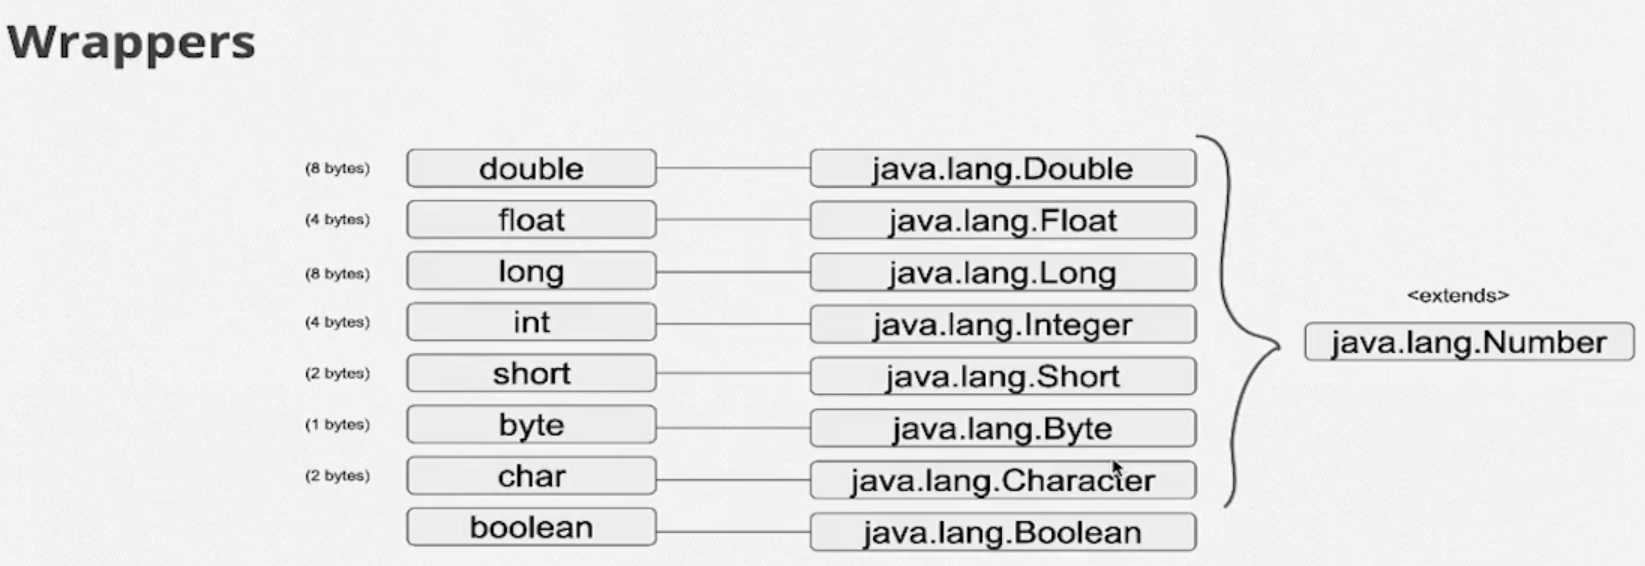 Wrappers
(8 bytes) double java.lang.Double
(4 bytes) float java.lang.Float
(8 bytes) long java.lang.Long
<extends>
(4 bytes) int java.lang.Integer
java.lang.Number
(2 bytes) short java.lang.Short
(1 bytes) byte java.lang.Byte
(2 bytes) char java.lang.Character
boolean java.lang.Boolean